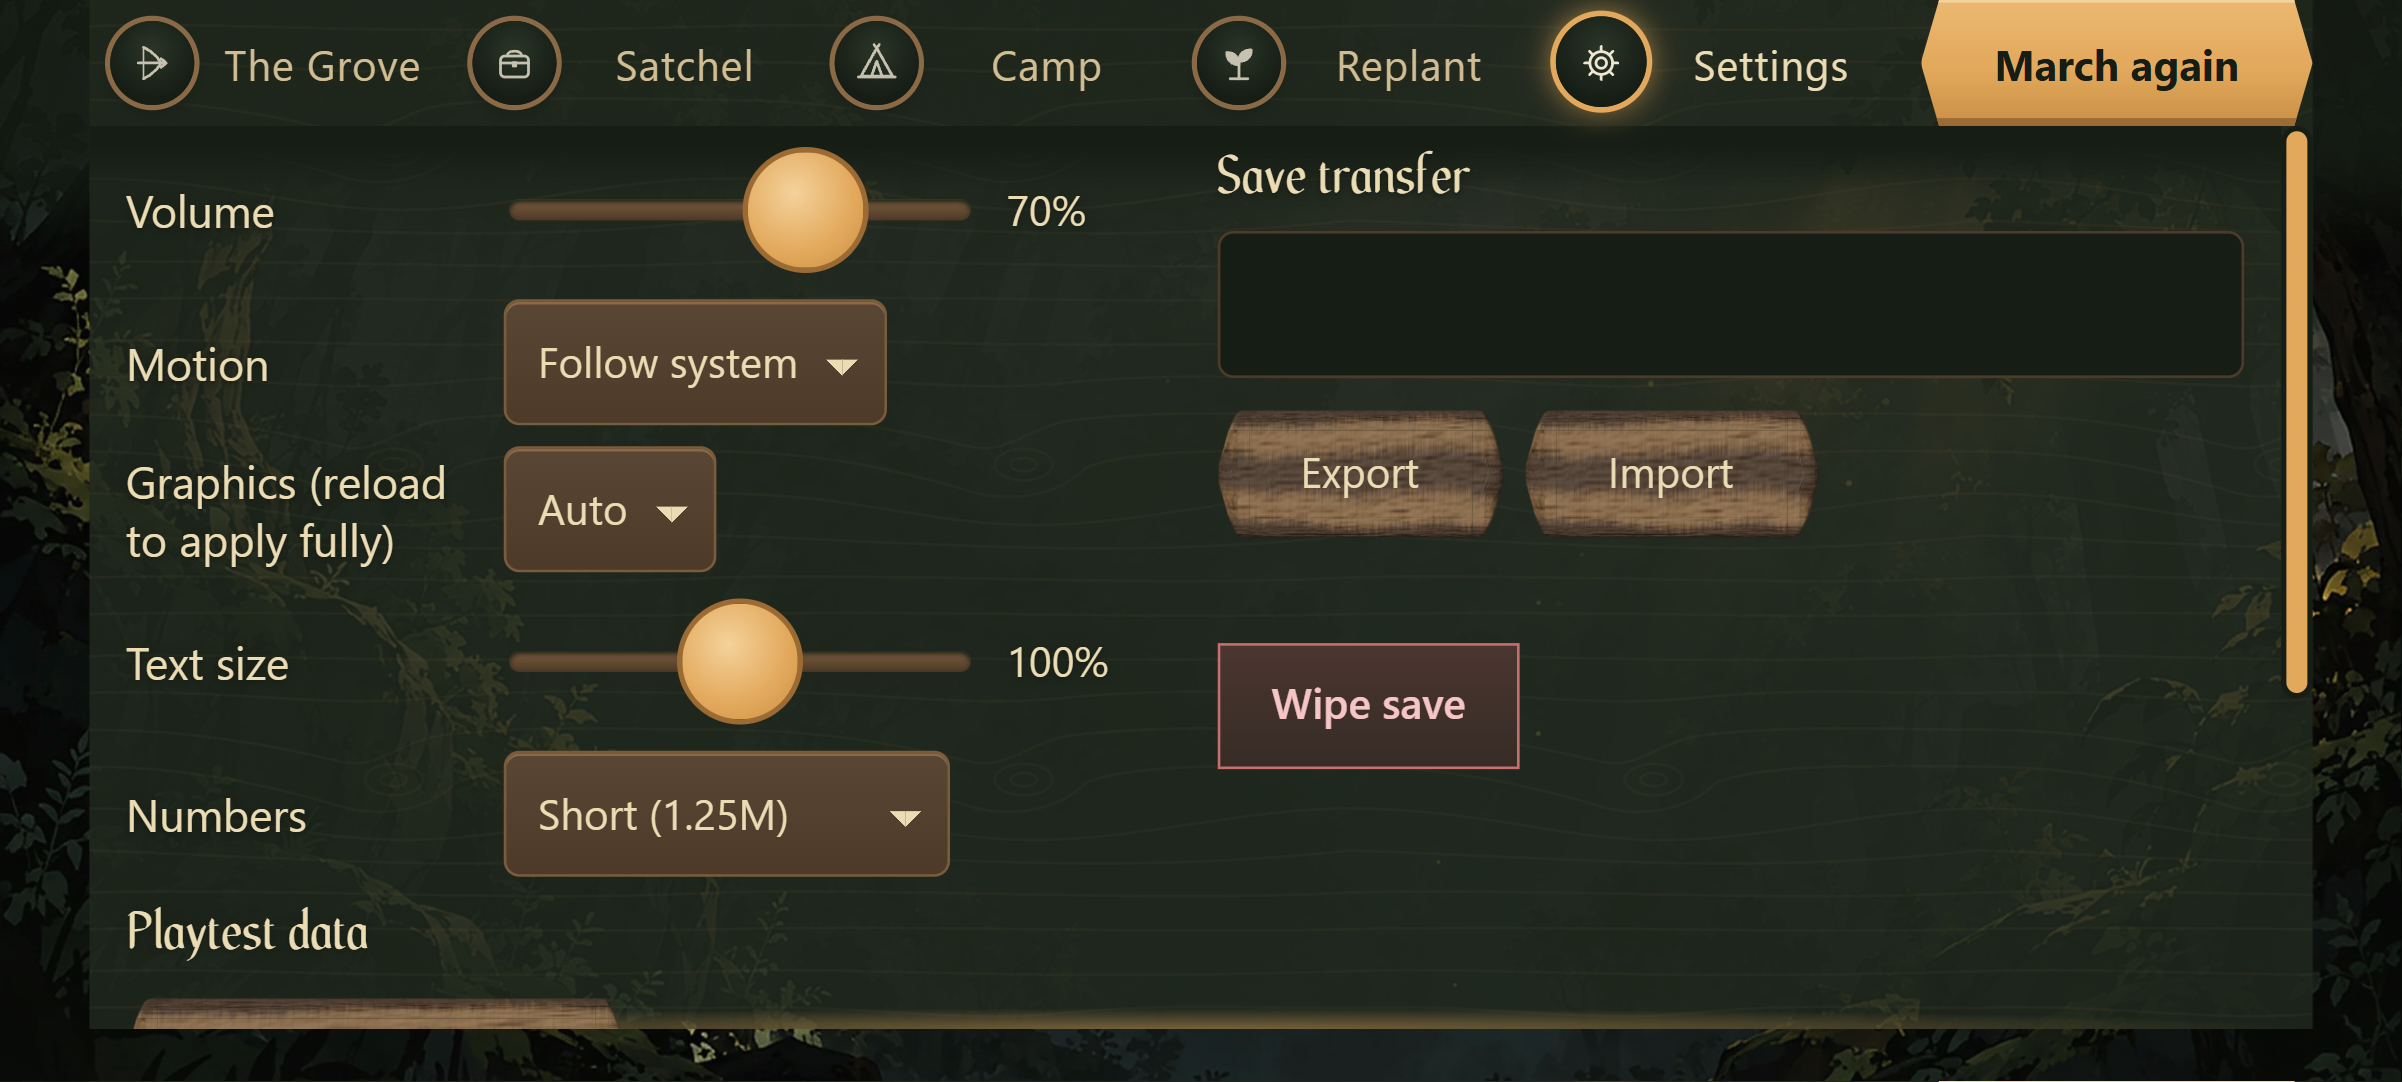 The Grove
Satchel
Camp
Replant
Settings
March again
Volume
70%
Motion
Follow system
Graphics (reload
to apply fully)
Auto
Text size
100%
Numbers
Short (1.25M)
Playtest data
Save transfer
Export
Import
Wipe save